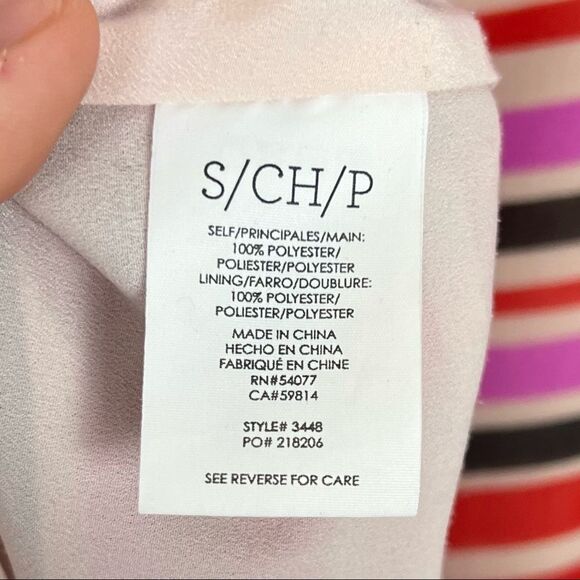 S/CH/P
SELF/PRINCIPALES/MAIN:
100% POLYESTER/
POLIESTER/POLYESTER
LINING/FARRO/DOUBLURE:
100% POLYESTER/
POLIESTER/POLYESTER
MADE IN CHINA
HECHO EN CHINA
FABRIQUÉ EN CHINE
RN#54077
CA#59814
STYLE# 3448
PO# 218206
SEE REVERSE FOR CARE